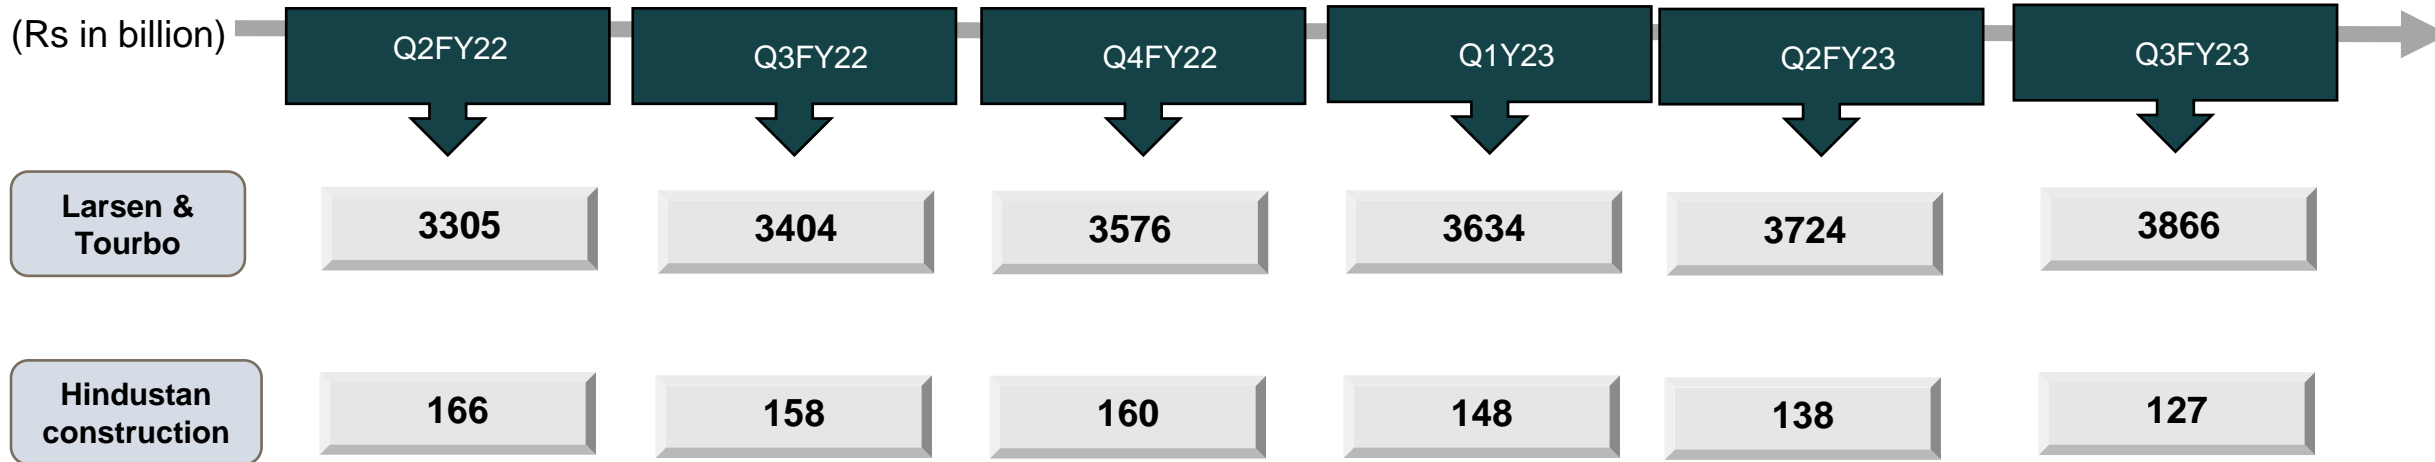 (Rs in billion)
Q2FY22
Q3FY22
Q4FY22
Q1Y23
Q2FY23
Q3FY23
Larsen &
Tourbo
3305
3404
3576
3634
3724
3866
Hindustan
construction
166
158
160
148
138
127